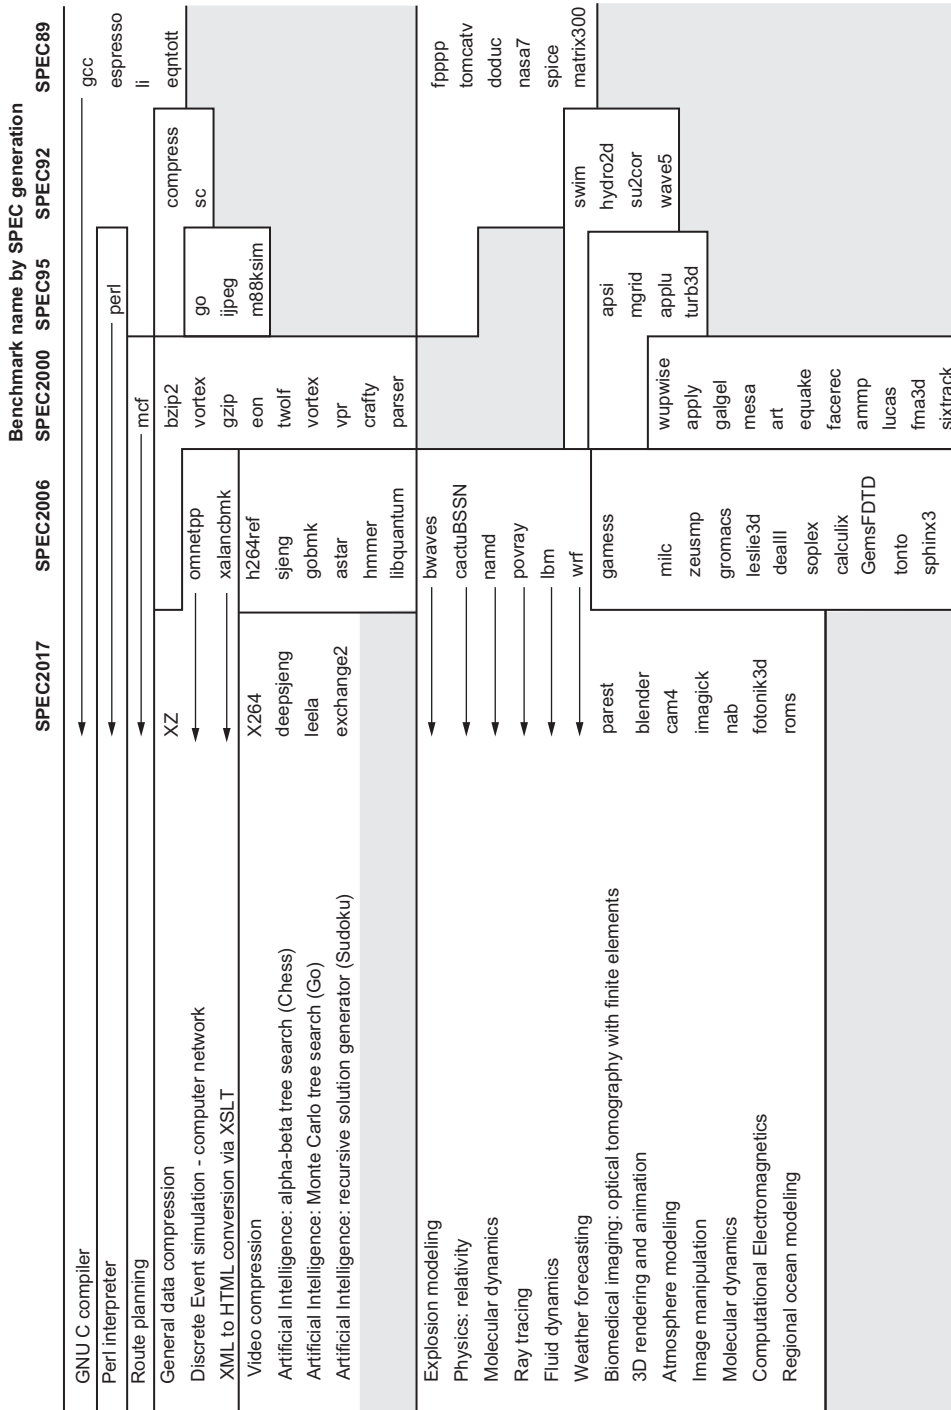 Benchmark name by SPEC generation
SPEC2017 SPEC2006 SPEC2000 SPEC95 SPEC92 SPEC89
GNU C compiler gcc
Perl interpreter perl espresso
Route planning mcf li
General data compression XZ bzip2 compress eqntott
Discrete Event simulation - computer network omnetpp vortex go sc
XML to HTML conversion via XSLT xalancbmk gzip ijpeg
Video compression X264 h264ref eon m88ksim
Artificial Intelligence: alpha-beta tree search (Chess) deepsjeng sjeng twolf
Artificial Intelligence: Monte Carlo tree search (Go) leela gobmk vortex
Artificial Intelligence: recursive solution generator (Sudoku) exchange2 astar vpr
hmmer crafty
libquantum parser
Explosion modeling bwaves fpppp
Physics: relativity cactuBSSN tomcatv
Molecular dynamics namd doduc
Ray tracing povray nasa7
Fluid dynamics lbm spice
Weather forecasting wrf swim matrix300
Biomedical imaging: optical tomography with finite elements parest gamess apsi hydro2d
3D rendering and animation blender mgrid su2cor
Atmosphere modeling cam4 milc wupwise applu wave5
Image manipulation imagick zeusmp apply turb3d
Molecular dynamics nab gromacs galgel
Computational Electromagnetics fotonik3d leslie3d mesa
Regional ocean modeling roms dealII art
soplex equake
calculix facerec
GemsFDTD ammp
tonto lucas
sphinx3 fma3d
sixtrack